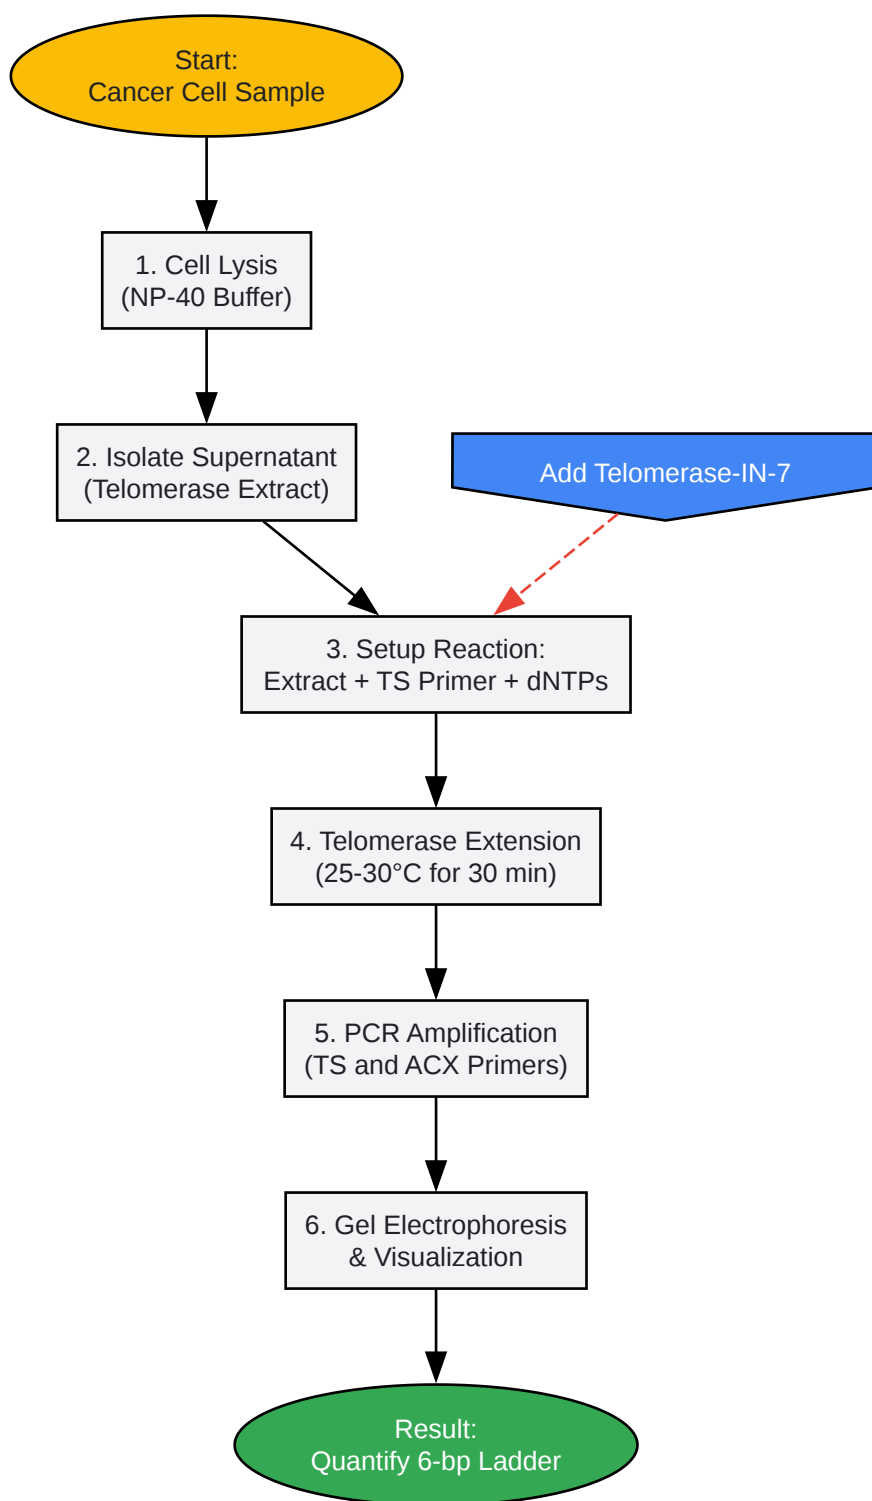 Start:
Cancer Cell Sample
1. Cell Lysis
(NP-40 Buffer)
2. Isolate Supernatant
(Telomerase Extract)
Add Telomerase-IN-7
3. Setup Reaction:
Extract + TS Primer + dNTPs
4. Telomerase Extension
(25-30°C for 30 min)
5. PCR Amplification
(TS and ACX Primers)
6. Gel Electrophoresis
& Visualization
Result:
Quantify 6-bp Ladder